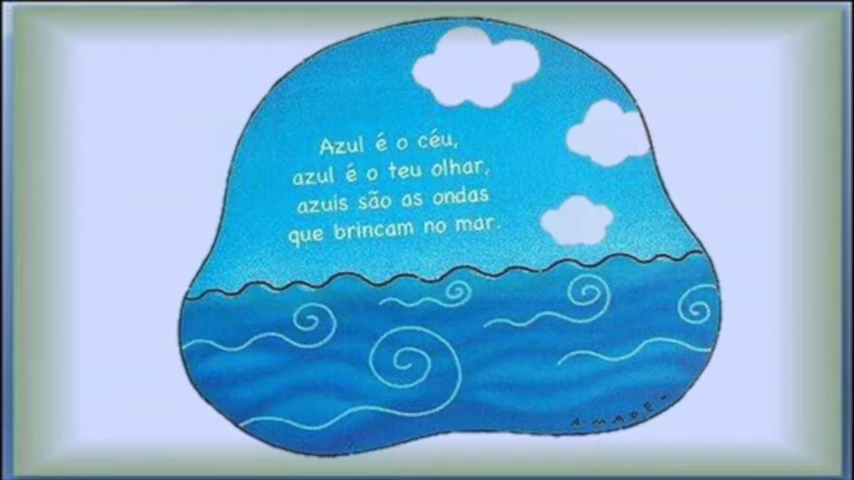 Azul é o céu,
azul é o teu olhar,
azuis são as ondas
que brincam no mar.